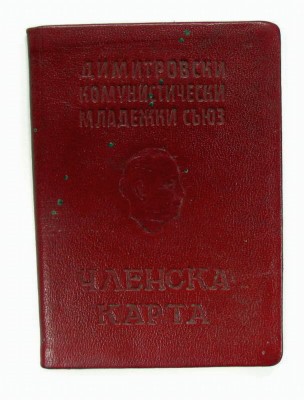 ДИМИТРОВСКИ
КОМУНИСТИЧЕСКИ
МЛАДЕЖКИ СЪЮЗ
ЧЛЕНСКА
КАРТА